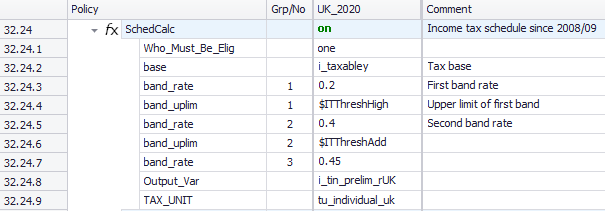 Policy Grp/No UK_2020 Comment
32.24 fx SchedCalc on Income tax schedule since 2008/09
32.24.1 Who_Must_Be_Elig one
32.24.2 base i_taxabley Tax base
32.24.3 band_rate 1 0.2 First band rate
32.24.4 band_uplim 1 $ITThreshHigh Upper limit of first band
32.24.5 band_rate 2 0.4 Second band rate
32.24.6 band_uplim 2 $ITThreshAdd
32.24.7 band_rate 3 0.45
32.24.8 Output_Var i_tin_prelim_rUK
32.24.9 TAX_UNIT tu_individual_uk